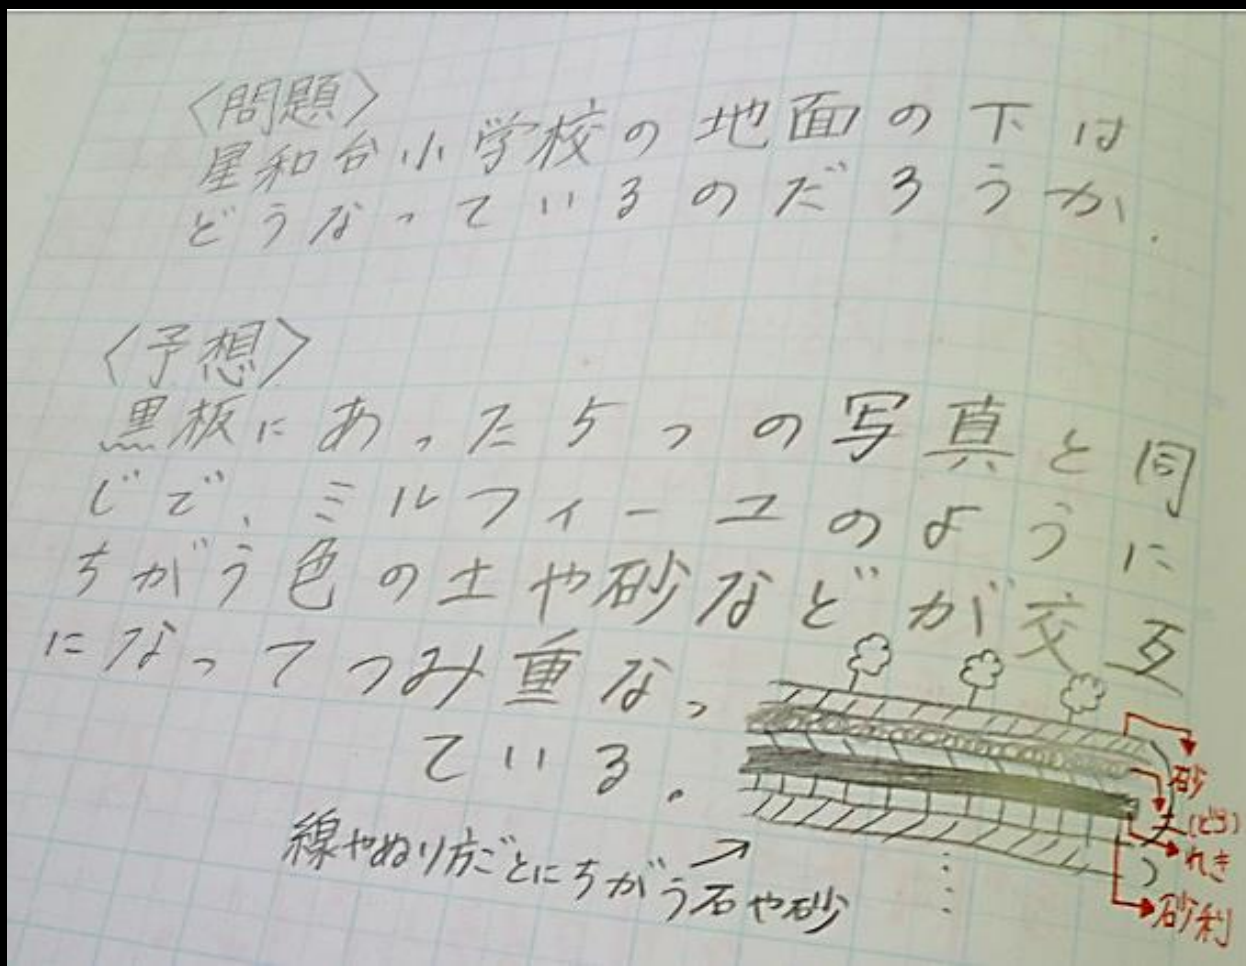 〈問題〉
星和台小学校の地面の下は
どうなっているのだろうか.
〈予想〉
黒板にあった5つの写真と同
じで、ミルフィーユのように
ちがう色の土や砂などが交互
になってつみ重なっ
ている。
線やぬり方ごとにちがう石や砂
砂
土
(どろ)
れき
砂利